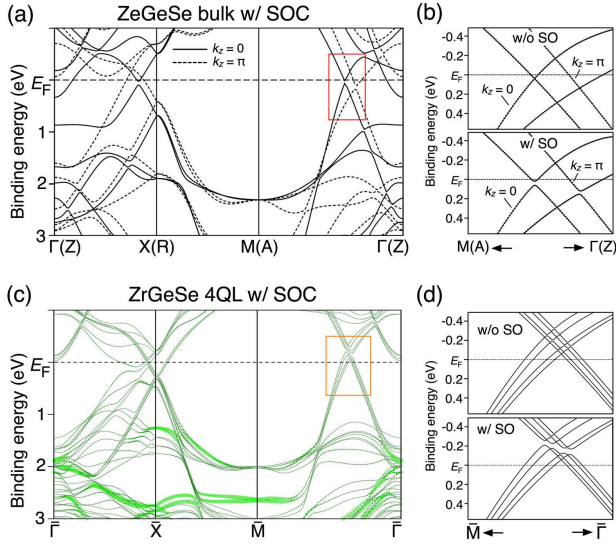 (a)
ZeGeSe bulk w/ SOC
Binding energy (eV)
E_F
1
2
3
k_z = 0
k_z = π
Γ(Z)
X(R)
M(A)
Γ(Z)
(b)
Binding energy (eV)
-0.4
-0.2
E_F
0.2
0.4
w/o SO
k_z = 0
k_z = π
-0.4
-0.2
E_F
0.2
0.4
w/ SO
k_z = π
k_z = 0
M(A)
Γ(Z)
(c)
ZrGeSe 4QL w/ SOC
Binding energy (eV)
E_F
1
2
3
Γ̄
X̄
M̄
Γ̄
(d)
Binding energy (eV)
-0.4
-0.2
E_F
0.2
0.4
w/o SO
-0.4
-0.2
E_F
0.2
0.4
w/ SO
M̄
Γ̄